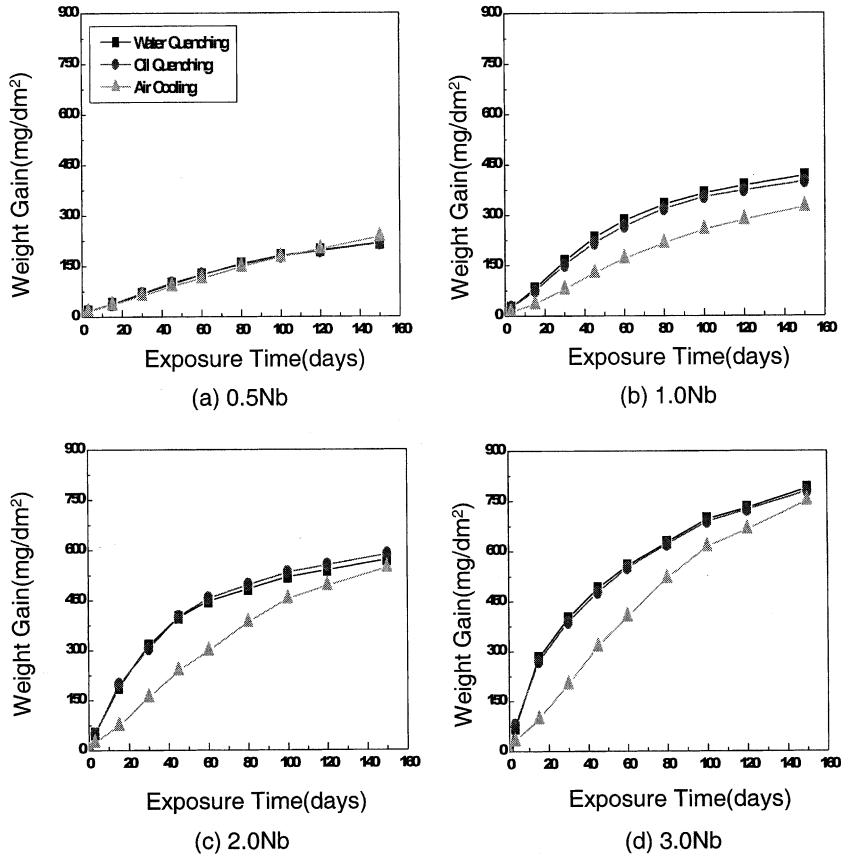 900
750
600
450
300
150
0
Weight Gain(mg/dm²)
Water Quenching
Oil Quenching
Air Cooling
0 20 40 60 80 100 120 140 160
Exposure Time(days)
(a) 0.5Nb
900
750
600
450
300
150
0
Weight Gain(mg/dm²)
0 20 40 60 80 100 120 140 160
Exposure Time(days)
(b) 1.0Nb
900
750
600
450
300
150
0
Weight Gain(mg/dm²)
0 20 40 60 80 100 120 140 160
Exposure Time(days)
(c) 2.0Nb
900
750
600
450
300
150
0
Weight Gain(mg/dm²)
0 20 40 60 80 100 120 140 160
Exposure Time(days)
(d) 3.0Nb